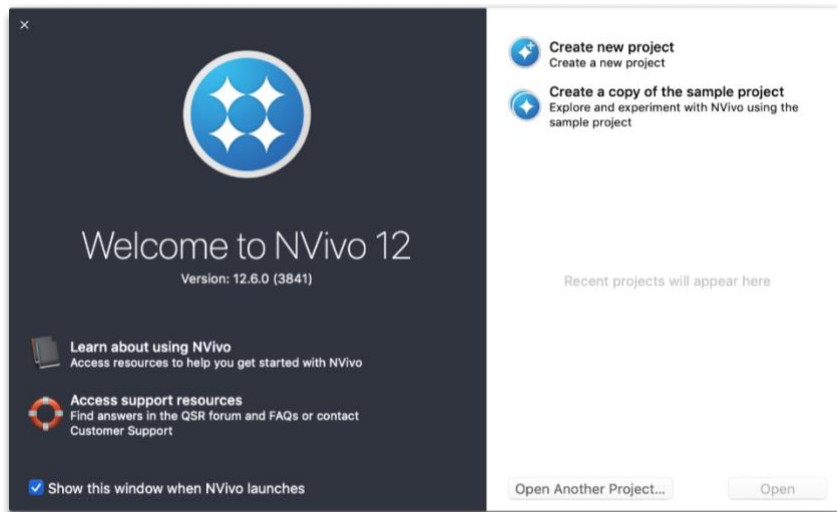 Welcome to NVivo 12
Version: 12.6.0 (3841)
Learn about using NVivo
Access resources to help you get started with NVivo
Access support resources
Find answers in the QSR forum and FAQs or contact
Customer Support
Show this window when NVivo launches
Create new project
Create a new project
Create a copy of the sample project
Explore and experiment with NVivo using the
sample project
Recent projects will appear here
Open Another Project...
Open